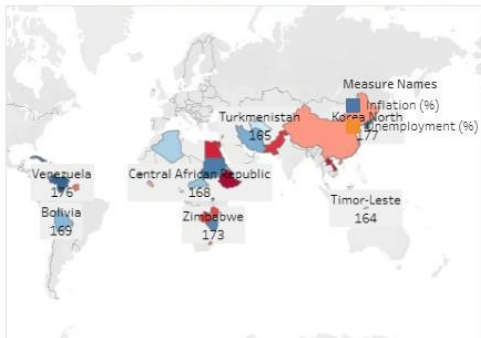 Measure Names
Inflation (%)
Unemployment (%)
Turkmenistan
165
Korea North
177
Venezuela
176
Central African Republic
168
Timor-Leste
164
Bolivia
169
Zimbabwe
173